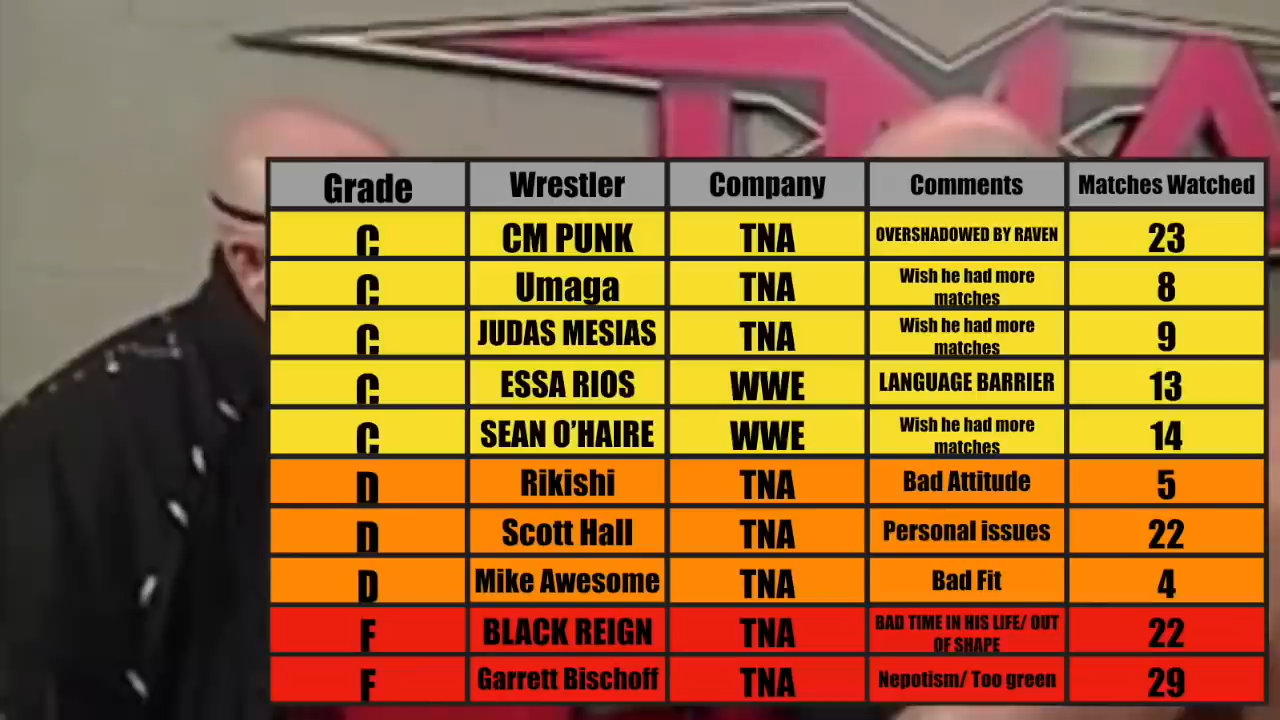 TNA
Grade Wrestler Company Comments Matches Watched
C CM PUNK TNA OVERSHADOWED BY RAVEN 23
C Umaga TNA Wish he had more matches 8
C JUDAS MESIAS TNA Wish he had more matches 9
C ESSA RIOS WWE LANGUAGE BARRIER 13
C SEAN O’HAIRE WWE Wish he had more matches 14
D Rikishi TNA Bad Attitude 5
D Scott Hall TNA Personal issues 22
D Mike Awesome TNA Bad Fit 4
F BLACK REIGN TNA BAD TIME IN HIS LIFE/ OUT OF SHAPE 22
F Garrett Bischoff TNA Nepotism/ Too green 29